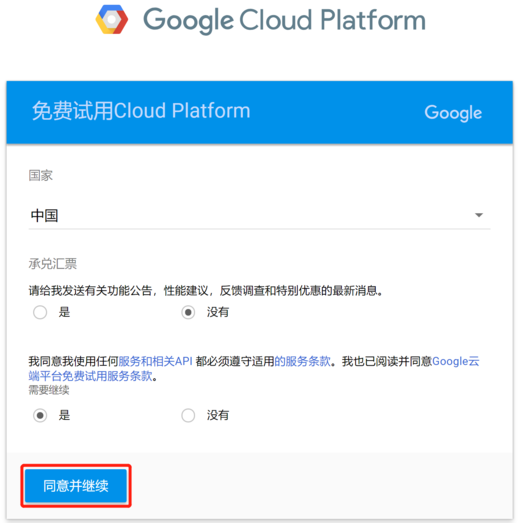 Google Cloud Platform
免费试用Cloud Platform
Google
国家
中国
承兑汇票
请给我发送有关功能公告，性能建议，反馈调查和特别优惠的最新消息。
是 没有
我同意我使用任何服务和相关API 都必须遵守适用的服务条款。我也已阅读并同意Google云
端平台免费试用服务条款。
需要继续
是 没有
同意并继续